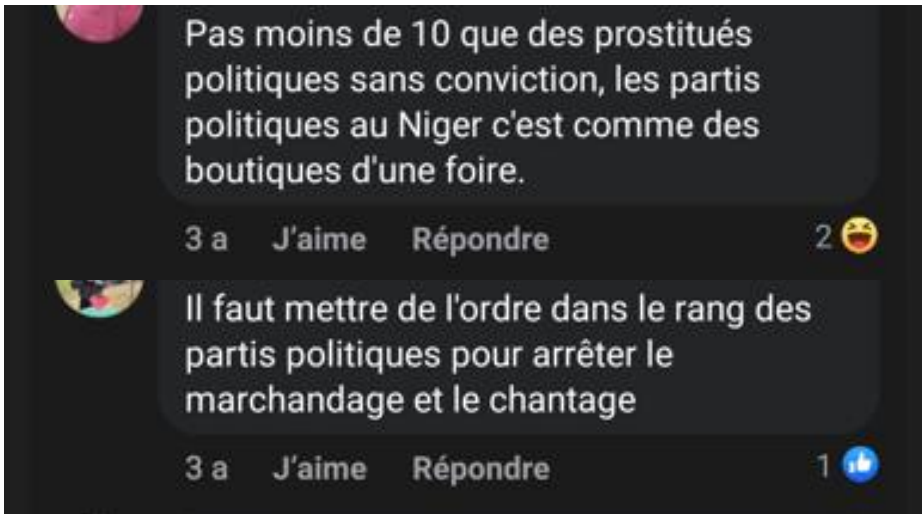 Pas moins de 10 que des prostitués
politiques sans conviction, les partis
politiques au Niger c'est comme des
boutiques d'une foire.
3 a J'aime Répondre 2
Il faut mettre de l'ordre dans le rang des
partis politiques pour arrêter le
marchandage et le chantage
3 a J'aime Répondre 1